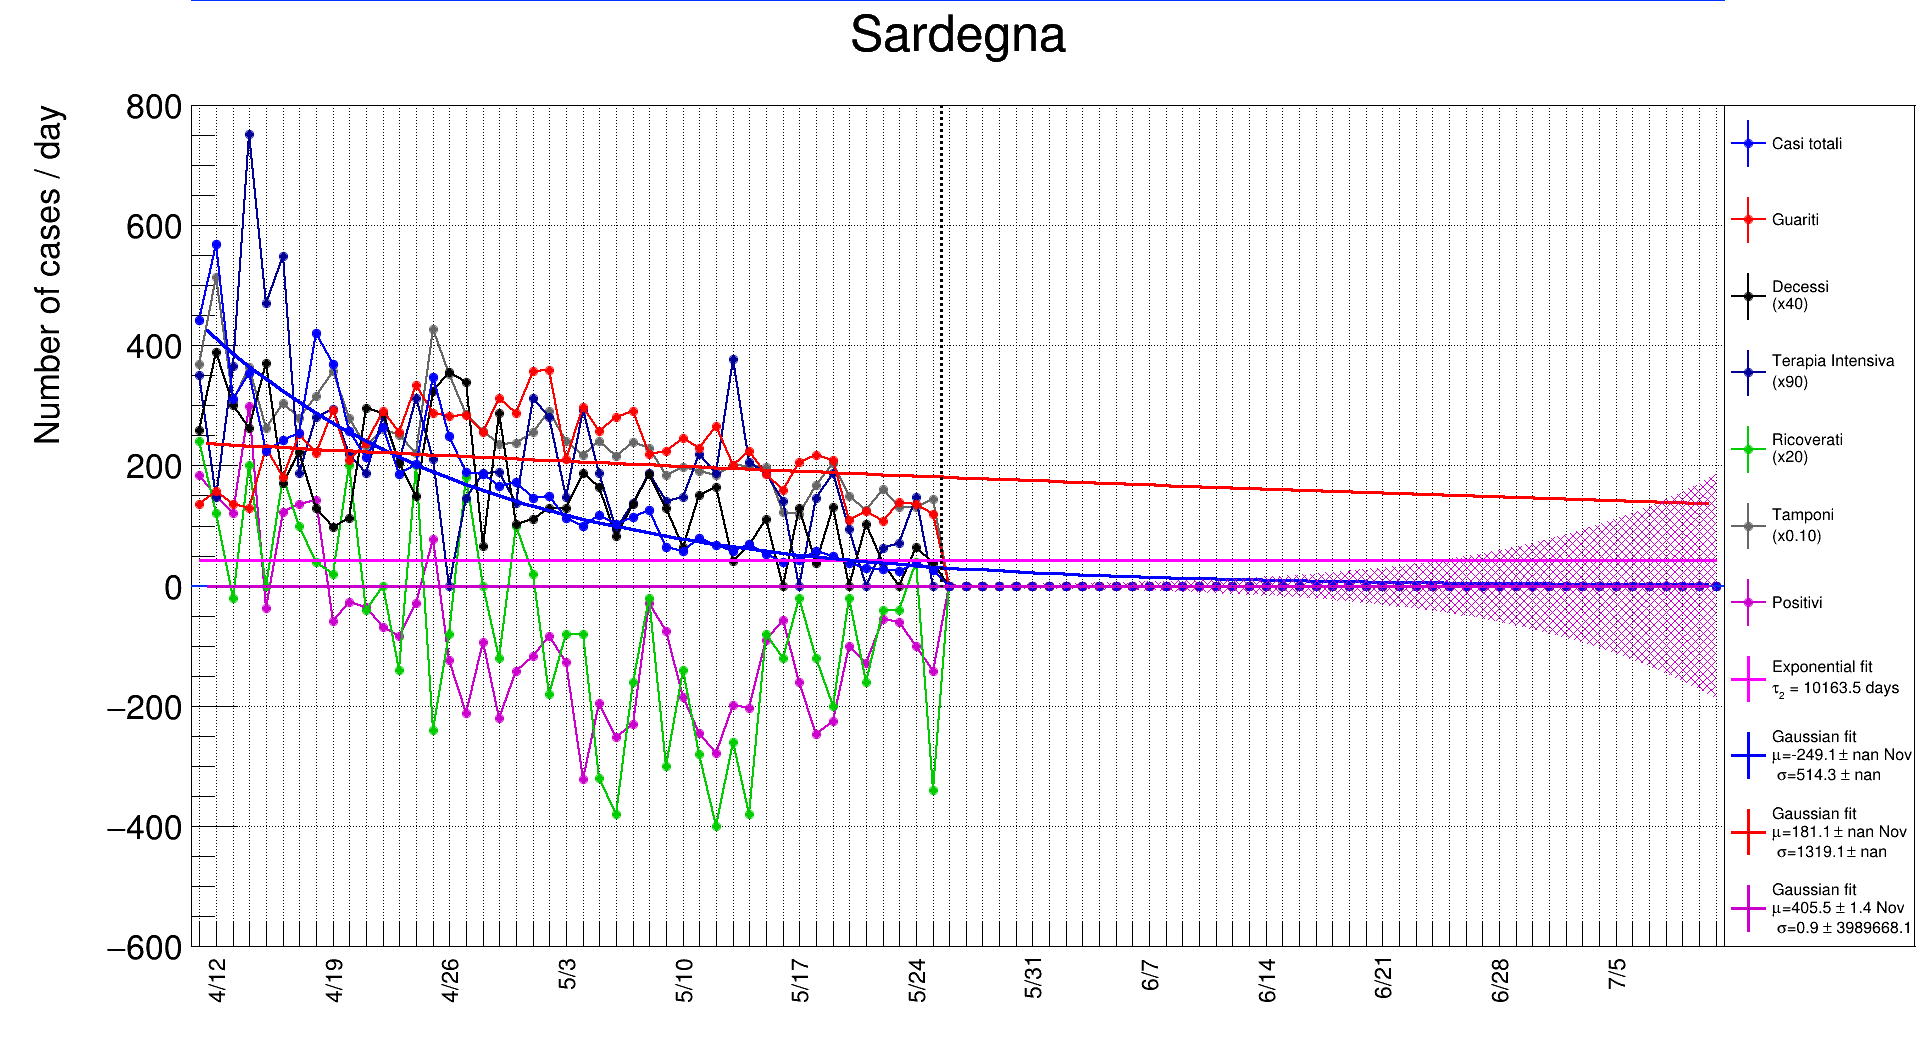 Sardegna
Number of cases / day
800
600
400
200
0
−200
−400
−600
4/12
4/19
4/26
5/3
5/10
5/17
5/24
5/31
6/7
6/14
6/21
6/28
7/5
Casi totali
Guariti
Decessi
(x40)
Terapia Intensiva
(x90)
Ricoverati
(x20)
Tamponi
(x0.10)
Positivi
Exponential fit
τ2 = 10163.5 days
Gaussian fit
μ=-249.1 ± nan Nov
σ=514.3 ± nan
Gaussian fit
μ=181.1 ± nan Nov
σ=1319.1 ± nan
Gaussian fit
μ=405.5 ± 1.4 Nov
σ=0.9 ± 3989668.1